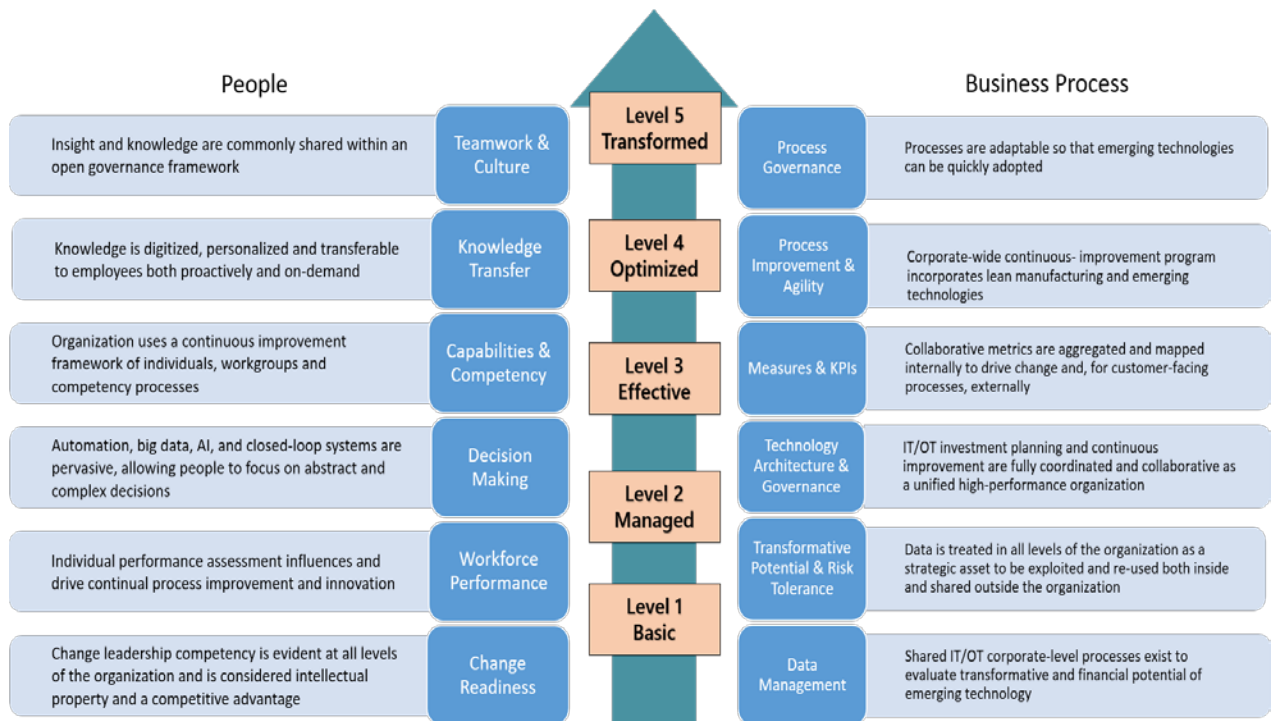 People
Business Process
Level 5
Transformed
Insight and knowledge are commonly shared within an
open governance framework
Teamwork &
Culture
Process
Governance
Processes are adaptable so that emerging technologies
can be quickly adopted
Knowledge is digitized, personalized and transferable
to employees both proactively and on-demand
Knowledge
Transfer
Level 4
Optimized
Process
Improvement &
Agility
Corporate-wide continuous- improvement program
incorporates lean manufacturing and emerging
technologies
Organization uses a continuous improvement
framework of individuals, workgroups and
competency processes
Capabilities &
Competency
Level 3
Effective
Measures & KPIs
Collaborative metrics are aggregated and mapped
internally to drive change and, for customer-facing
processes, externally
Automation, big data, AI, and closed-loop systems are
pervasive, allowing people to focus on abstract and
complex decisions
Decision
Making
Level 2
Managed
Technology
Architecture &
Governance
IT/OT investment planning and continuous
improvement are fully coordinated and collaborative as
a unified high-performance organization
Individual performance assessment influences and
drive continual process improvement and innovation
Workforce
Performance
Level 1
Basic
Transformative
Potential & Risk
Tolerance
Data is treated in all levels of the organization as a
strategic asset to be exploited and re-used both inside
and shared outside the organization
Change leadership competency is evident at all levels
of the organization and is considered intellectual
property and a competitive advantage
Change
Readiness
Data
Management
Shared IT/OT corporate-level processes exist to
evaluate transformative and financial potential of
emerging technology